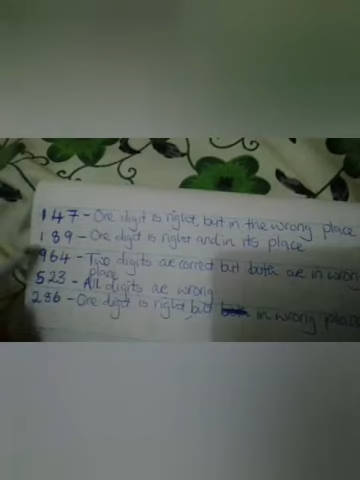 147 - One digit is right, but in the wrong place
189 - One digit is right and in its place
964 - Two digits are correct but both are in wrong
place
523 - All digits are wrong
286 - One digit is right, but in wrong place